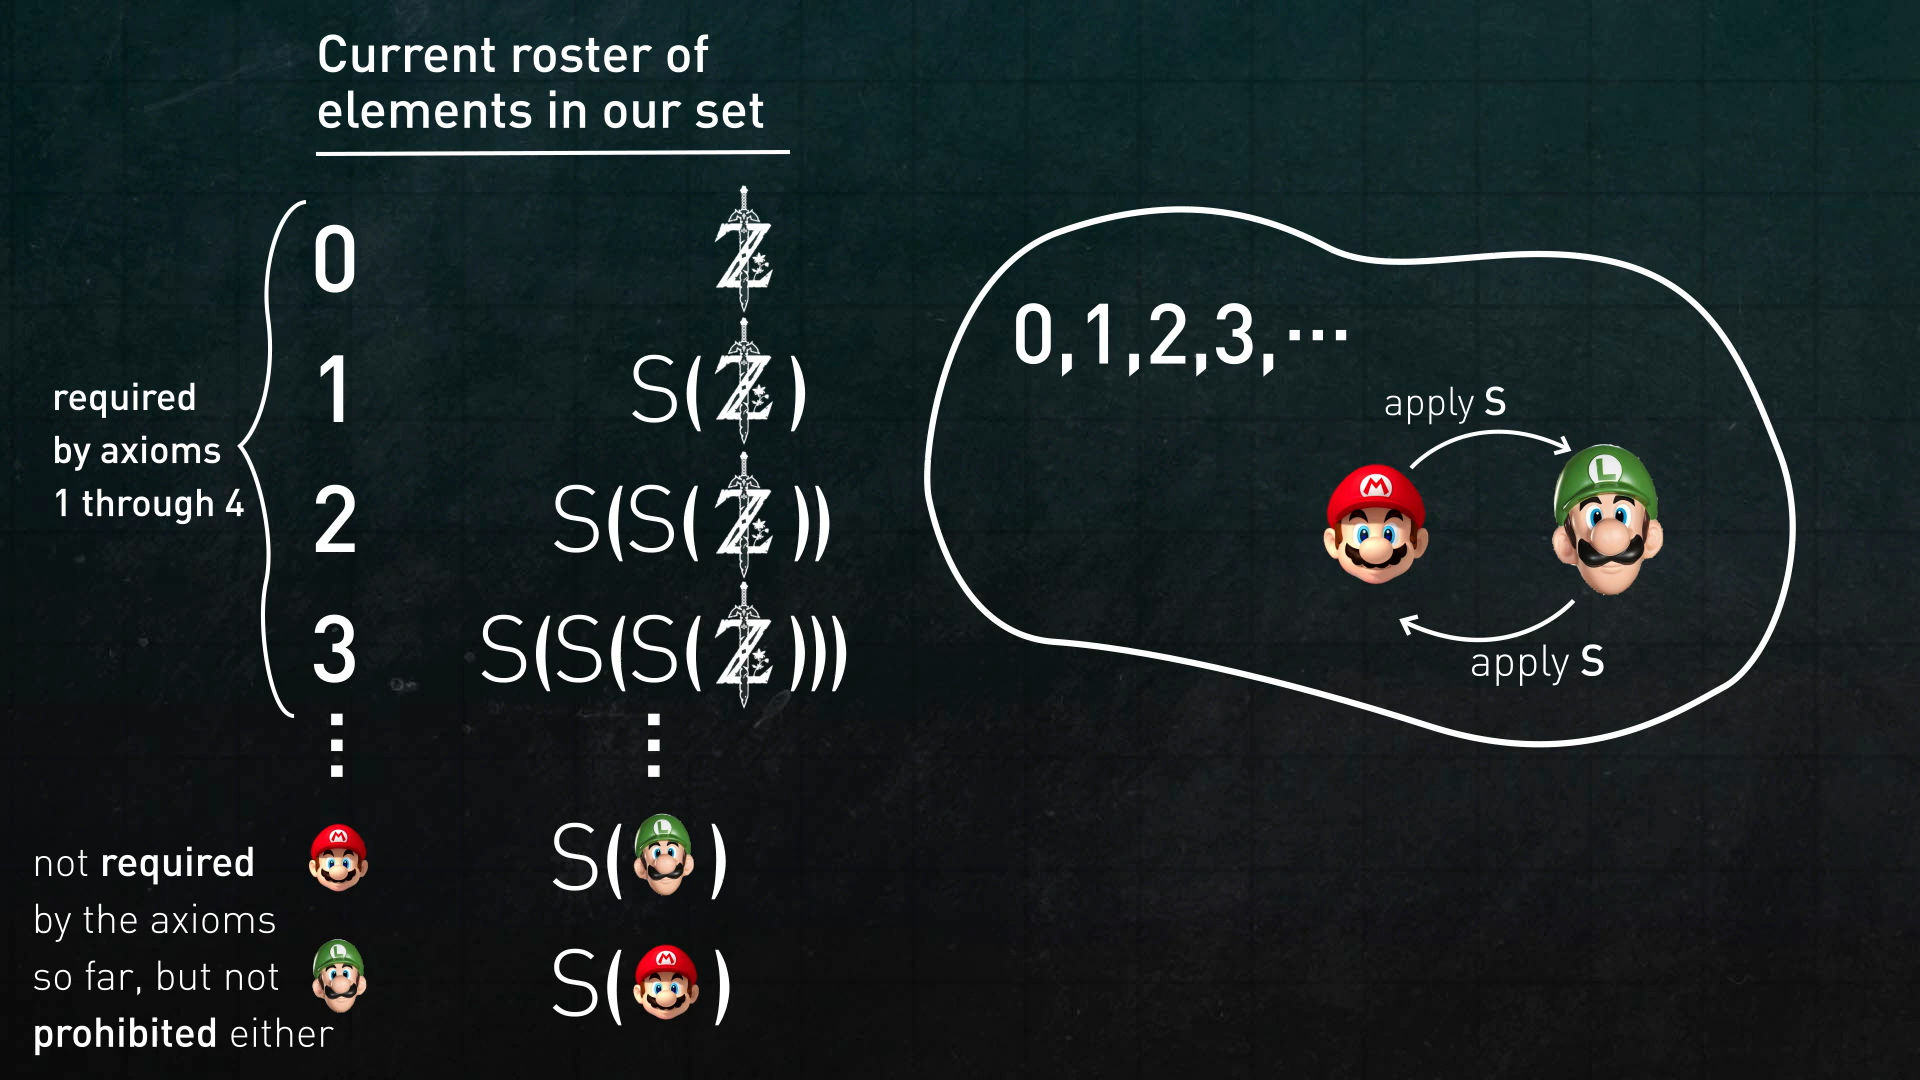 Current roster of
elements in our set
0 Z
1 S(Z)
2 S(S(Z))
3 S(S(S(Z)))
⋮ ⋮
required
by axioms
1 through 4
M S(L)
L S(M)
not required
by the axioms
so far, but not
prohibited either
0,1,2,3,⋯
apply S
M L
apply S